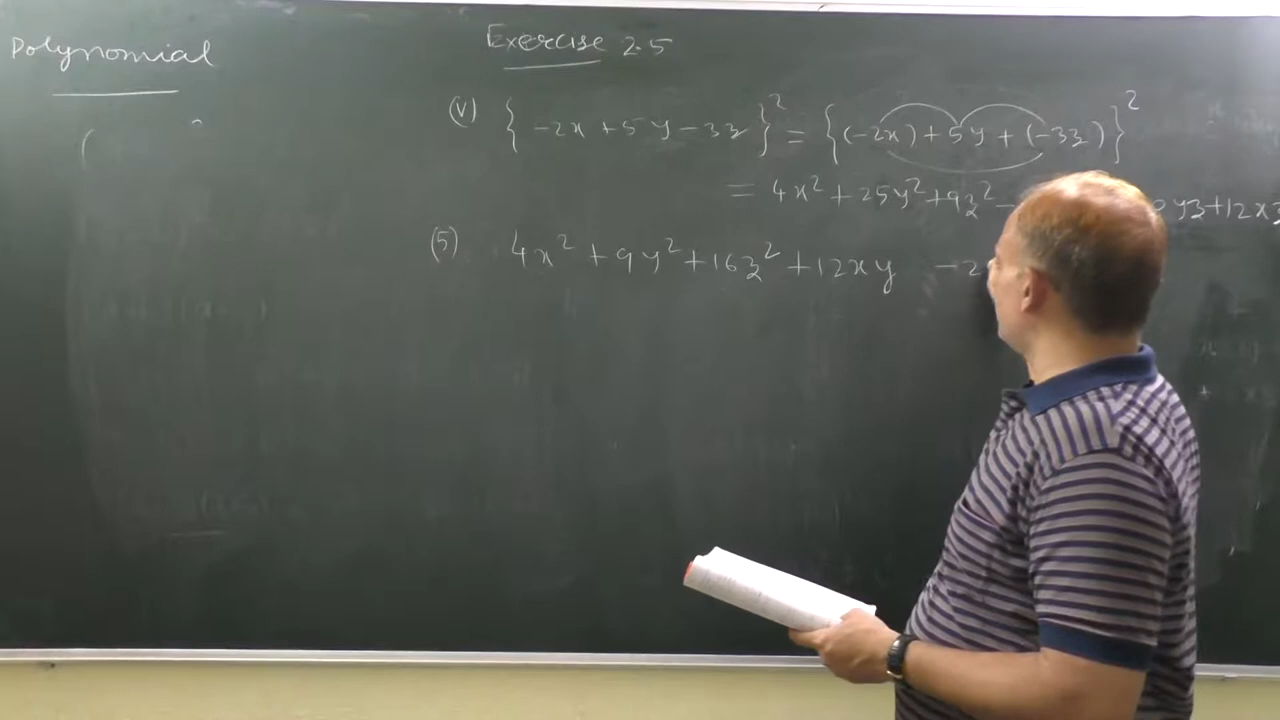 Polynomial
Exercise 2.5
(v) { -2x + 5y - 3z }² = { (-2x) + 5y + (-3z) }²
= 4x² + 25y² + 9z² - yz + 12xz
(5) 4x² + 9y² + 16z² + 12xy - 2